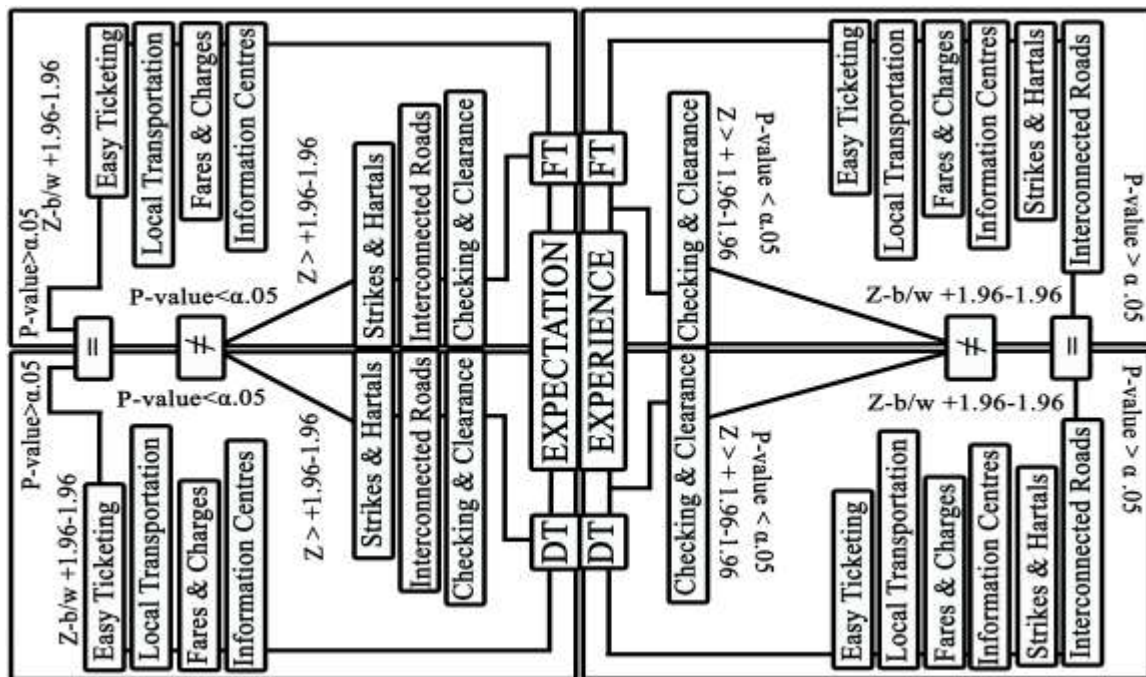 Z-b/w +1.96-1.96
P-value>α.05
Easy Ticketing
Local Transportation
Fares & Charges
Information Centres
P-value<α.05
Z > +1.96-1.96
Strikes & Hartals
Interconnected Roads
Checking & Clearance
FT
=
≠
EXPECTATION
P-value>α.05
Z-b/w +1.96-1.96
Easy Ticketing
Local Transportation
Fares & Charges
Information Centres
P-value<α.05
Z > +1.96-1.96
Strikes & Hartals
Interconnected Roads
Checking & Clearance
DT
FT
EXPERIENCE
Checking & Clearance
Z > + 1.96-1.96
P-value < α.05
Easy Ticketing
Local Transportation
Fares & Charges
Information Centres
Strikes & Hartals
Interconnected Roads
P-value > α .05
Z-b/w +1.96-1.96
≠
=
Z-b/w +1.96-1.96
DT
Checking & Clearance
Z > + 1.96-1.96
P-value < α.05
Easy Ticketing
Local Transportation
Fares & Charges
Information Centres
Strikes & Hartals
Interconnected Roads
P-value > α .05